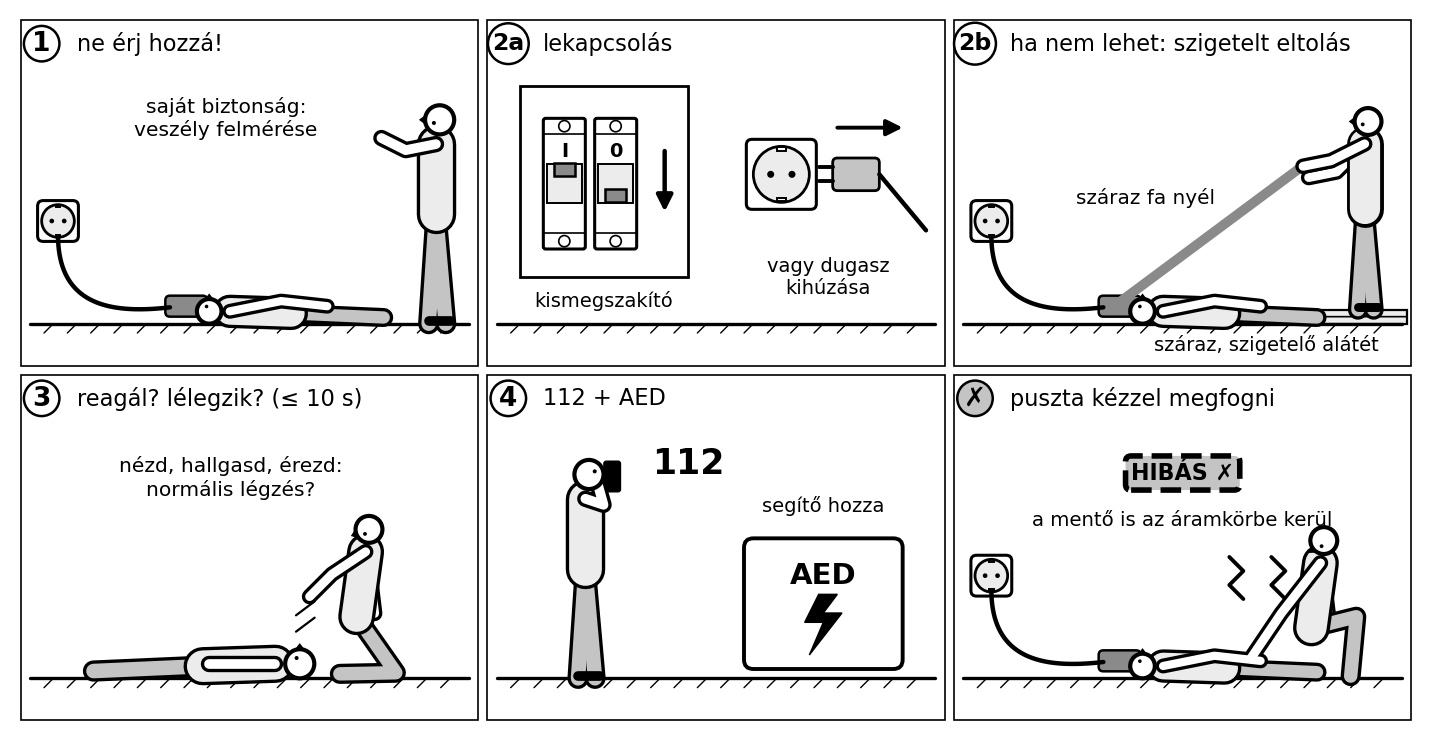 1 ne érj hozzá!
saját biztonság:
veszély felmérése
2a lekapcsolás
I 0
kismegszakító
vagy dugasz
kihúzása
2b ha nem lehet: szigetelt eltolás
száraz fa nyél
száraz, szigetelő alátét
3 reagál? lélegzik? (≤ 10 s)
nézd, hallgasd, érezd:
normális légzés?
4 112 + AED
112
segítő hozza
AED
✗ puszta kézzel megfogni
HIBÁS ✗
a mentő is az áramkörbe kerül